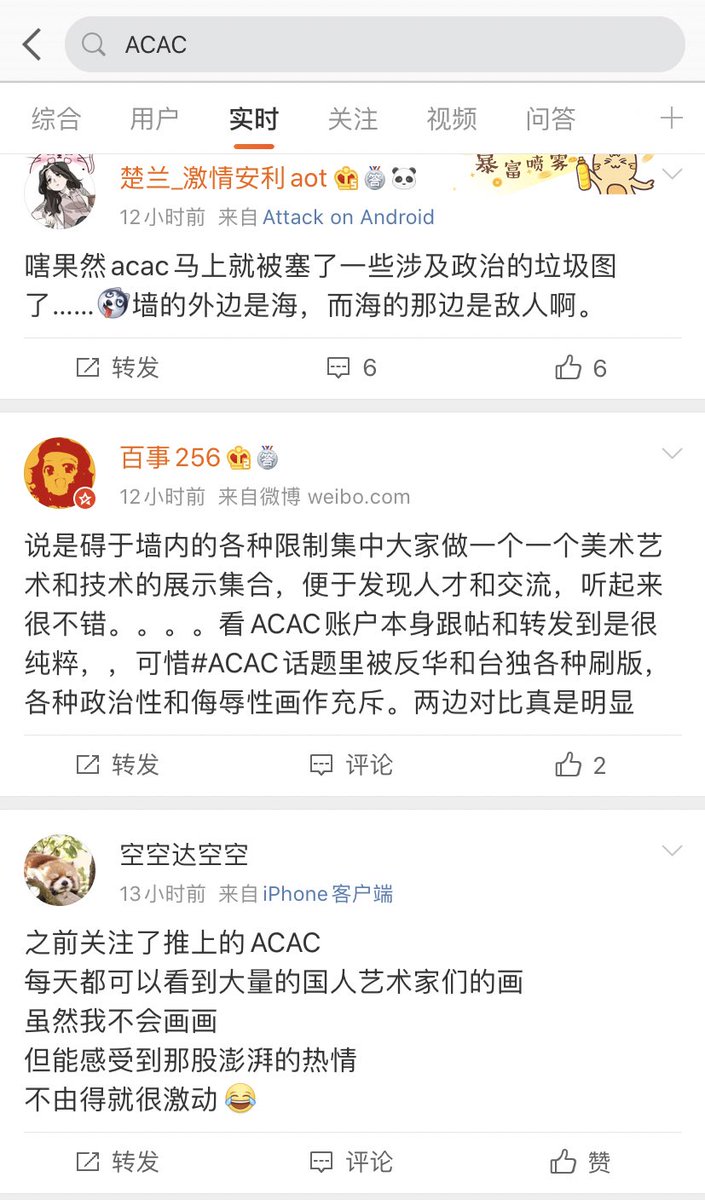 ACAC
综合 用户 实时 关注 视频 问答
暴富喷雾
楚兰_激情安利aot
12小时前 来自Attack on Android
嗐果然acac马上就被塞了一些涉及政治的垃圾图
了......墙的外边是海，而海的那边是敌人啊。
转发 6 6
百事256
12小时前 来自微博 weibo.com
说是碍于墙内的各种限制集中大家做一个一个美术艺
术和技术的展示集合，便于发现人才和交流，听起来
很不错。。。。看ACAC账户本身跟帖和转发到是很
纯粹，，可惜#ACAC话题里被反华和台独各种刷版，
各种政治性和侮辱性画作充斥。两边对比真是明显
转发 评论 2
空空达空空
13小时前 来自iPhone客户端
之前关注了推上的ACAC
每天都可以看到大量的国人艺术家们的画
虽然我不会画画
但能感受到那股澎湃的热情
不由得就很激动😂
转发 评论 赞